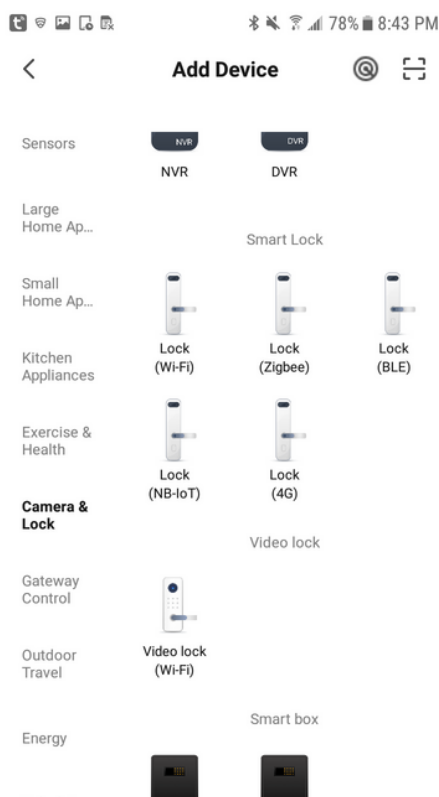 78% 8:43 PM
Add Device
Sensors
Large
Home Ap...
Small
Home Ap...
Kitchen
Appliances
Exercise &
Health
Camera &
Lock
Gateway
Control
Outdoor
Travel
Energy
NVR DVR
NVR DVR
Smart Lock
Lock
(Wi-Fi)
Lock
(Zigbee)
Lock
(BLE)
Lock
(NB-IoT)
Lock
(4G)
Video lock
Video lock
(Wi-Fi)
Smart box